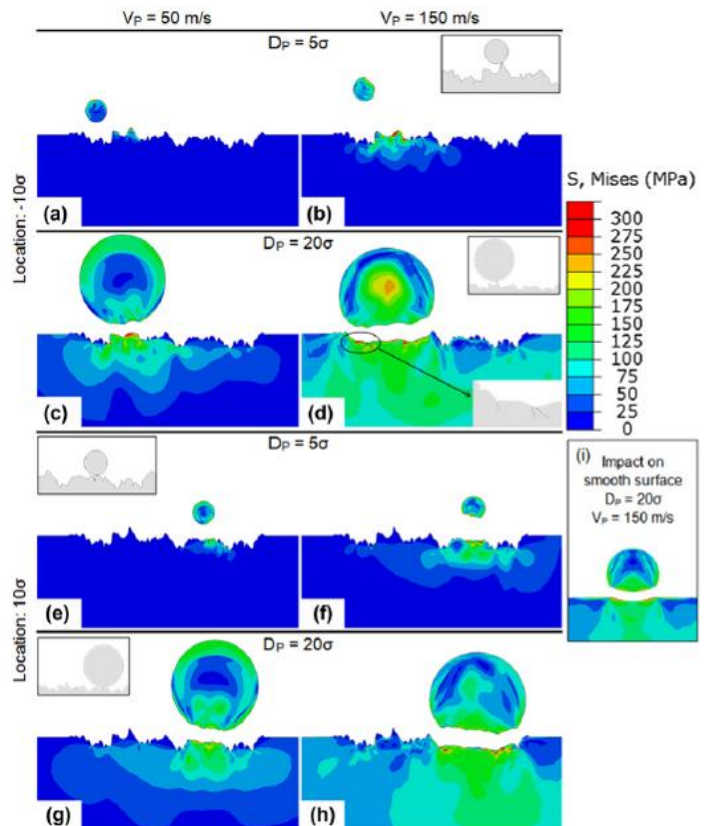 V_P = 50 m/s V_P = 150 m/s
D_P = 5σ
Location: -10σ
(a) (b)
D_P = 20σ
(c) (d)
S, Mises (MPa)
300
275
250
225
200
175
150
125
100
75
50
25
0
D_P = 5σ
Location: 10σ
(e) (f)
D_P = 20σ
(g) (h)
(i)
Impact on
smooth surface
D_P = 20σ
V_P = 150 m/s